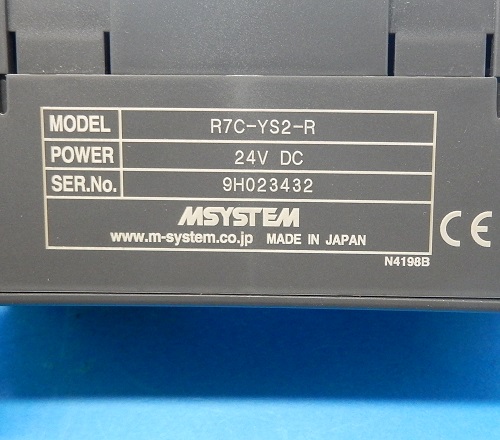 MODEL R7C-YS2-R
POWER 24V DC
SER.No. 9H023432
MSYSTEM
www.m-system.co.jp MADE IN JAPAN
CE
N4198B